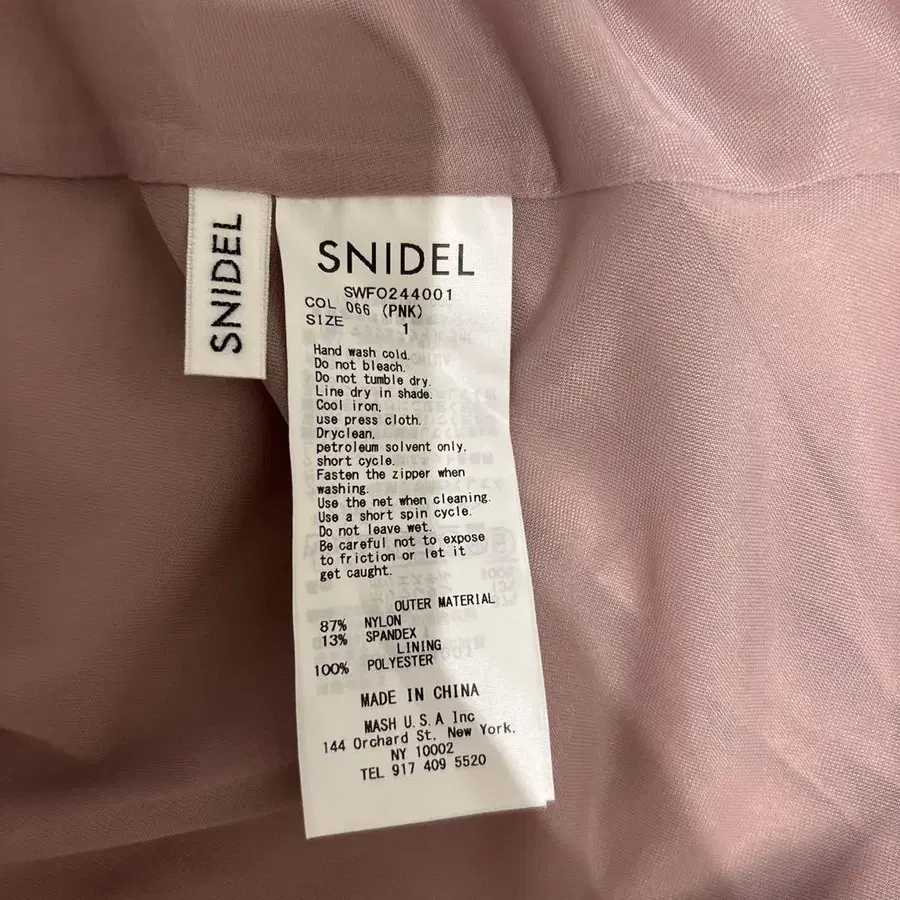 SNIDEL
SNIDEL
SWFO244001
COL 066 (PNK)
SIZE 1
Hand wash cold.
Do not bleach.
Do not tumble dry.
Line dry in shade.
Cool iron,
use press cloth.
Dryclean,
petroleum solvent only.
short cycle.
Fasten the zipper when
washing.
Use the net when cleaning.
Use a short spin cycle.
Do not leave wet.
Be careful not to expose
to friction or let it
get caught.
OUTER MATERIAL
87% NYLON
13% SPANDEX
LINING
100% POLYESTER
MADE IN CHINA
MASH U.S.A Inc
144 Orchard St. New York,
NY 10002
TEL 917 409 5520